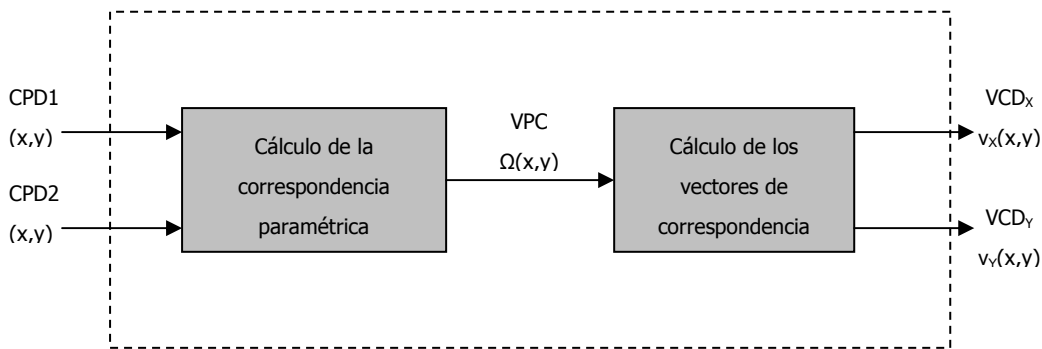 CPD1
(x,y)
CPD2
(x,y)
Cálculo de la
correspondencia
paramétrica
VPC
Ω(x,y)
Cálculo de los
vectores de
correspondencia
VCDX
vX(x,y)
VCDY
vY(x,y)